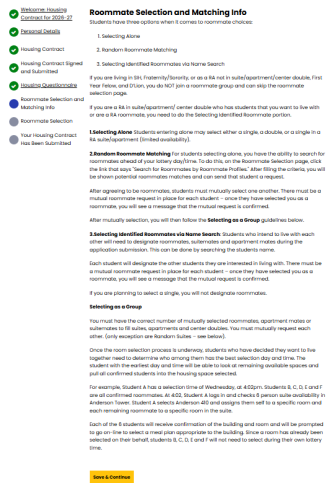 Welcome: Housing
Contract for 2026-27
Personal Details
Housing Contract
Housing Contract Signed
and Submitted
Housing Questionnaire
Roommate Selection and
Matching Info
Roommate Selection
Your Housing Contract
Has Been Submitted
Roommate Selection and Matching Info
Students have three options when it comes to roommate choices:
1. Selecting Alone
2. Random Roommate Matching
3. Selecting Identified Roommates via Name Search
If you are living in SIH, Fraternity/Sorority, or as a RA not in suite/apartment/center double, First
Year Fellow, and D'Lion, you do NOT join a roommate group and can skip the roommate
selection page.
If you are a RA in suite/apartment/ center double who has students that you want to live with
or are a RA roommate, you need to do the Selecting Identified Roommate portion.
1.Selecting Alone Students entering alone may select either a single, a double, or a single in a
RA suite/apartment (limited availability).
2.Random Roommate Matching For students selecting alone, you have the ability to search for
roommates ahead of your lottery day/time. To do this, on the Roommate Selection page, click
the link that says "Search for Roommates by Roommate Profiles." After filling the criteria, you will
be shown potential roommates matches and can send that student a request.
After agreeing to be roommates, students must mutually select one another. There must be a
mutual roommate request in place for each student – once they have selected you as a
roommate, you will see a message that the mutual request is confirmed.
After mutually selection, you will then follow the Selecting as a Group guidelines below.
3.Selecting Identified Roommates via Name Search: Students who intend to live with each
other will need to designate roommates, suitemates and apartment mates during the
application submission. This can be done by searching the students name.
Each student will designate the other students they are interested in living with. There must be
a mutual roommate request in place for each student – once they have selected you as a
roommate, you will see a message that the mutual request is confirmed.
If you are planning to select a single, you will not designate roommates.
Selecting as a Group
You must have the correct number of mutually selected roommates, apartment mates or
suitemates to fill suites, apartments and center doubles. You must mutually request each
other. (only exception are Random Suites – see below).
Once the room selection process is underway, students who have decided they want to live
together need to determine who among them has the best selection day and time. The
student with the earliest day and time will be able to look at remaining available spaces and
pull all confirmed students into the housing space selected.
For example, Student A has a selection time of Wednesday, at 4:02pm. Students B, C, D, E and F
are all confirmed roommates. At 4:02, Student A logs in and checks 6 person suite availability in
Anderson Tower. Student A selects Anderson 410 and assigns them self to a specific room and
each remaining roommate to a specific room in the suite.
Each of the 6 students will receive confirmation of the building and room and will be prompted
to go on-line to select a meal plan appropriate to the building. Since a room has already been
selected on their behalf, students B, C, D, E and F will not need to select during their own lottery
time.
Save & Continue